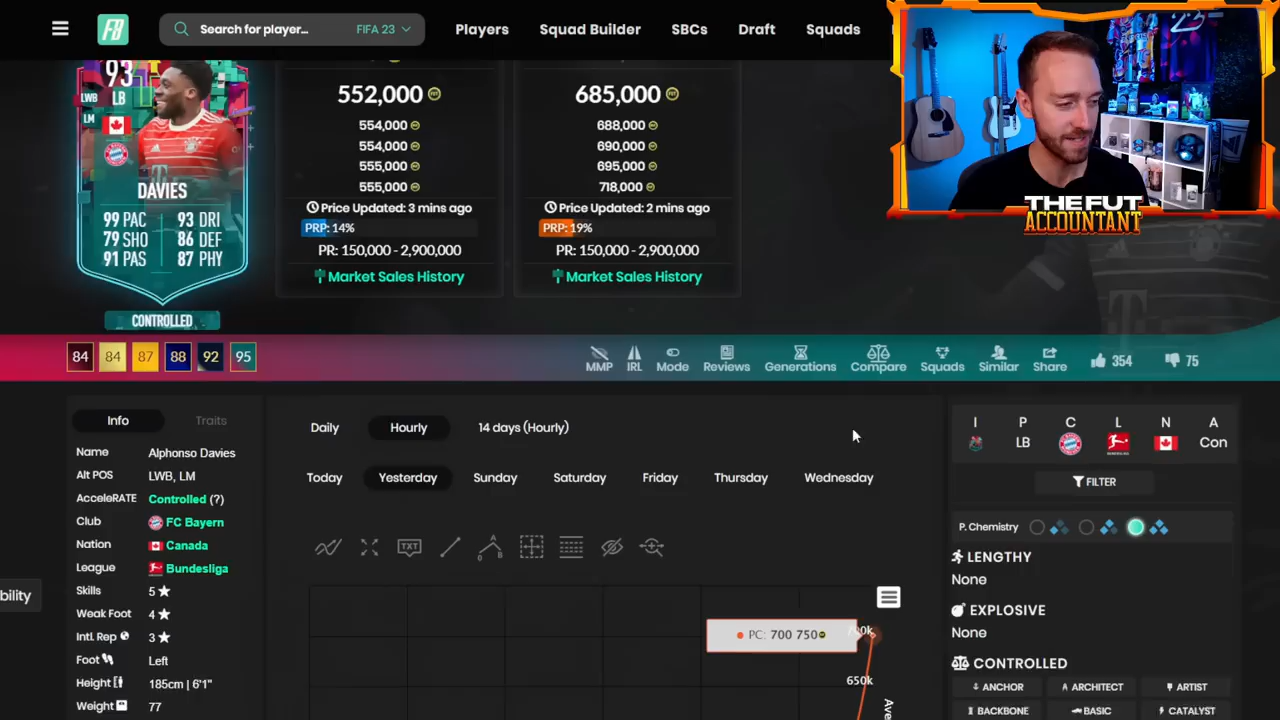 FB
Search for player...
FIFA 23
Players
Squad Builder
SBCs
Draft
Squads
93
LWB
LB
LM
DAVIES
99 PAC
93 DRI
79 SHO
86 DEF
91 PAS
87 PHY
CONTROLLED
552,000
554,000
554,000
555,000
555,000
Price Updated: 3 mins ago
PRP: 14%
PR: 150,000 - 2,900,000
Market Sales History
685,000
688,000
690,000
695,000
718,000
Price Updated: 2 mins ago
PRP: 19%
PR: 150,000 - 2,900,000
Market Sales History
THE FUT
ACCOUNTANT
84
84
87
88
92
95
MMP
IRL
Mode
Reviews
Generations
Compare
Squads
Similar
Share
354
75
Info
Traits
Name
Alphonso Davies
Alt POS
LWB, LM
AcceleRATE
Controlled (?)
Club
FC Bayern
Nation
Canada
League
Bundesliga
Skills
5
Weak Foot
4
Intl. Rep
3
Foot
Left
Height
185cm | 6'1"
Weight
77
bility
Daily
Hourly
14 days (Hourly)
Today
Yesterday
Sunday
Saturday
Friday
Thursday
Wednesday
TXT
PC: 700 750
650k
Ave
I
P
C
L
N
A
LB
Con
FILTER
P. Chemistry
LENGTHY
None
EXPLOSIVE
None
CONTROLLED
ANCHOR
ARCHITECT
ARTIST
BACKBONE
BASIC
CATALYST